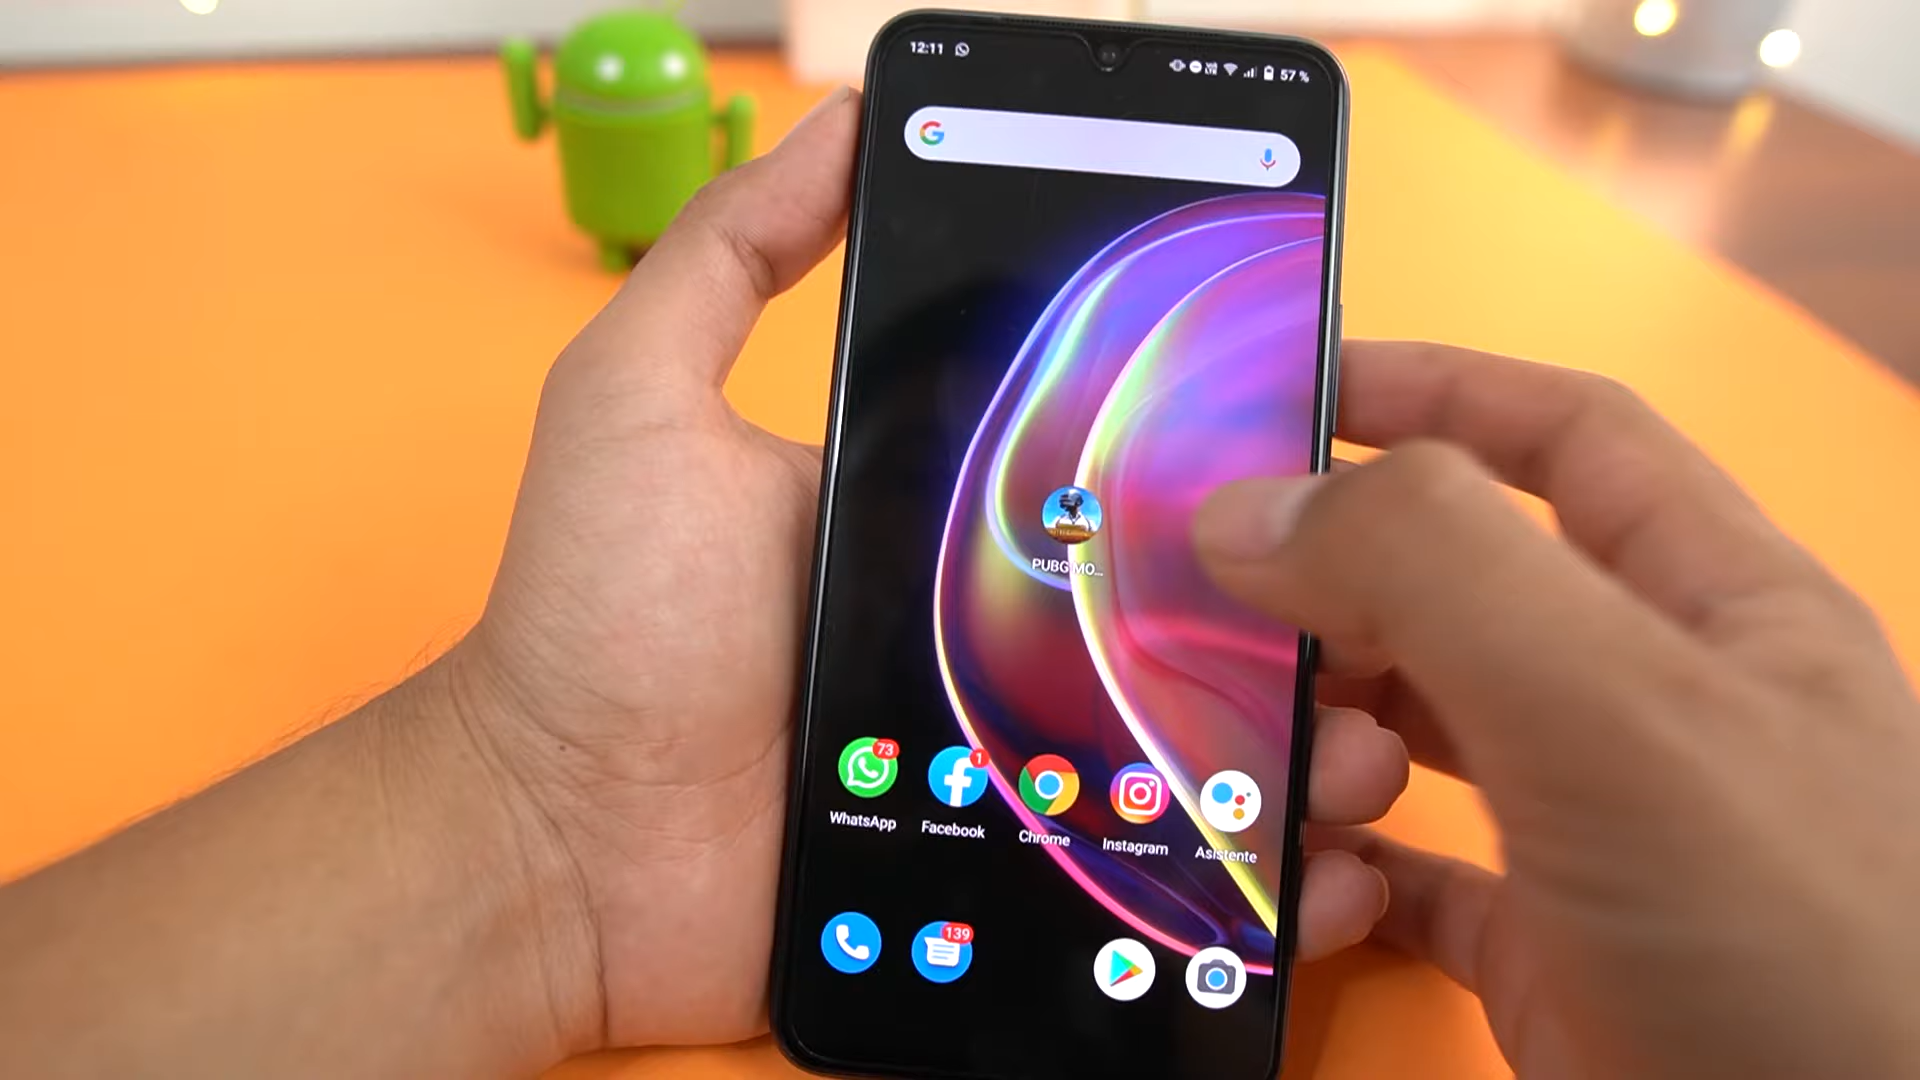 12:11
57 %
PUBG MO...
73
1
WhatsApp
Facebook
Chrome
Instagram
Asistente
139